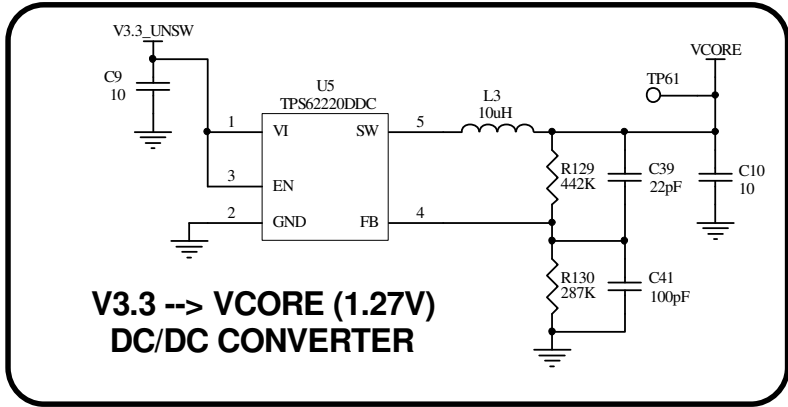 V3.3_UNSW
C9
10
U5
TPS62220DDC
1
VI
SW
5
3
EN
2
GND
FB
4
L3
10uH
VCORE
TP61
R129
442K
C39
22pF
C10
10
R130
287K
C41
100pF
V3.3 --> VCORE (1.27V)
DC/DC CONVERTER